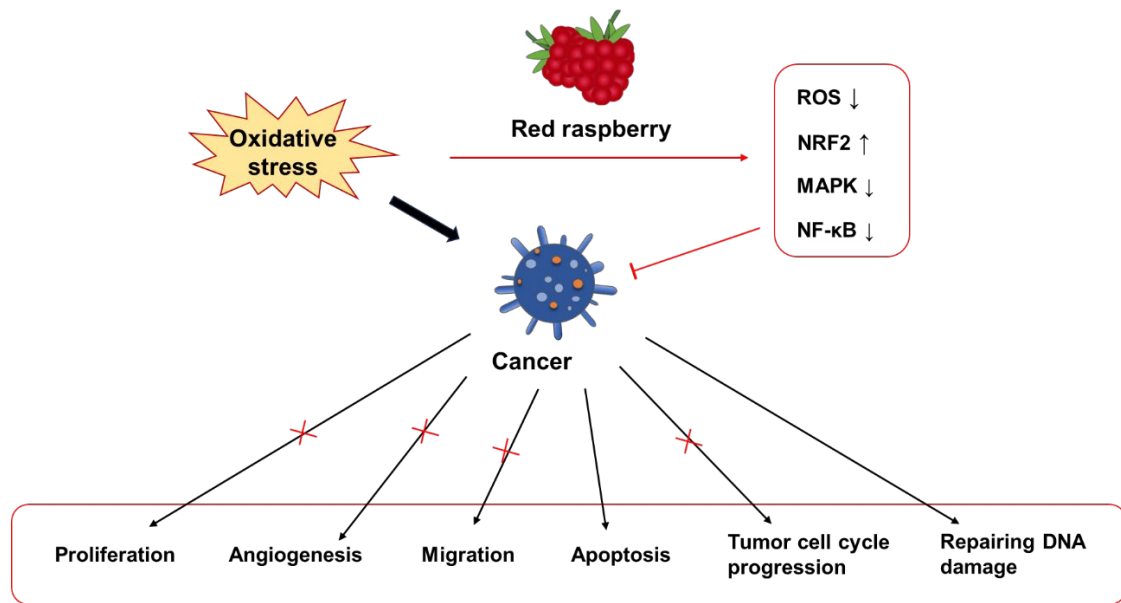 Red raspberry
Oxidative
stress
ROS ↓
NRF2 ↑
MAPK ↓
NF-κB ↓
Cancer
Proliferation
Angiogenesis
Migration
Apoptosis
Tumor cell cycle
progression
Repairing DNA
damage